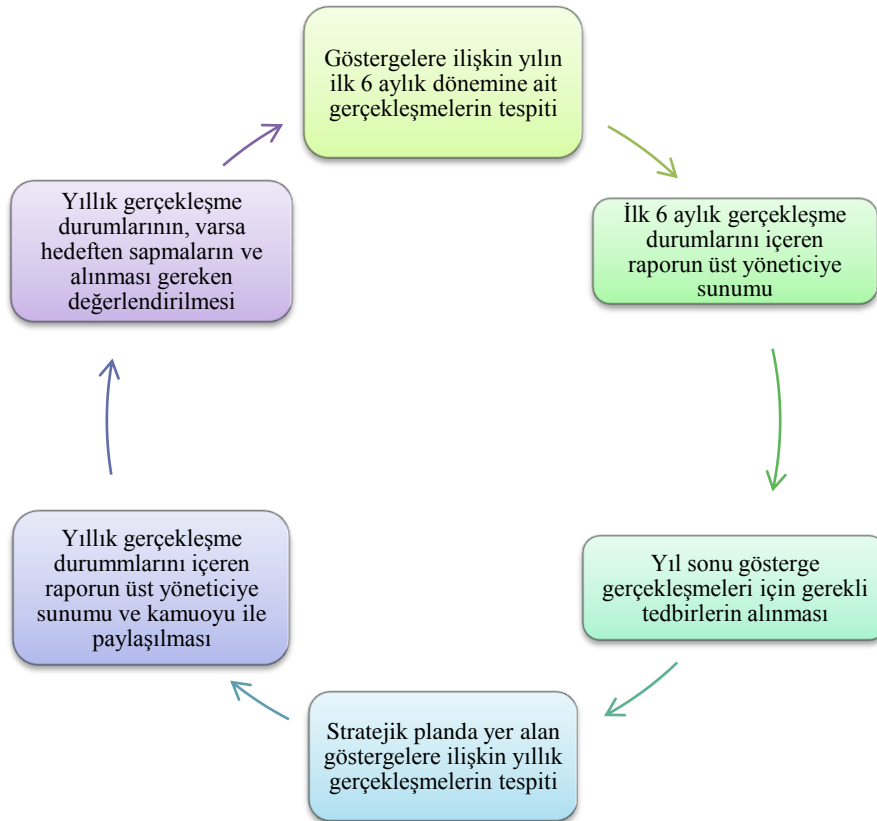 Göstergelere ilişkin yılın
ilk 6 aylık dönemine ait
gerçekleşmelerin tespiti
İlk 6 aylık gerçekleşme
durumlarını içeren
raporun üst yöneticiye
sunumu
Yıl sonu gösterge
gerçekleşmeleri için gerekli
tedbirlerin alınması
Stratejik planda yer alan
göstergelere ilişkin yıllık
gerçekleşmelerin tespiti
Yıllık gerçekleşme
durummlarını içeren
raporun üst yöneticiye
sunumu ve kamuoyu ile
paylaşılması
Yıllık gerçekleşme
durumlarının, varsa
hedeften sapmaların ve
alınması gereken
değerlendirilmesi